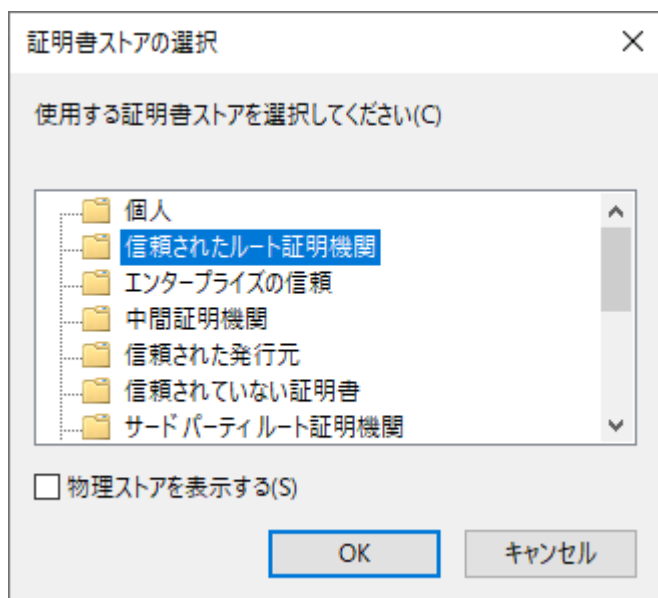 証明書ストアの選択
使用する証明書ストアを選択してください(C)
個人
信頼されたルート証明機関
エンタープライズの信頼
中間証明機関
信頼された発行元
信頼されていない証明書
サードパーティルート証明機関
物理ストアを表示する(S)
OK キャンセル